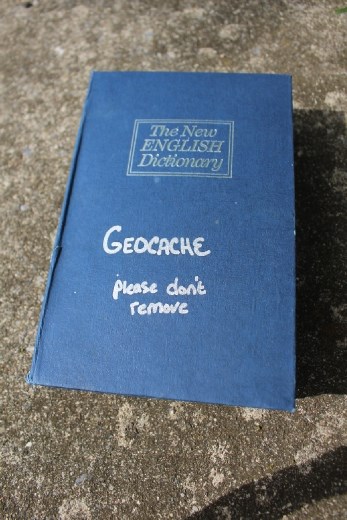 The New
ENGLISH
Dictionary
GEOCACHE
please don't
remove